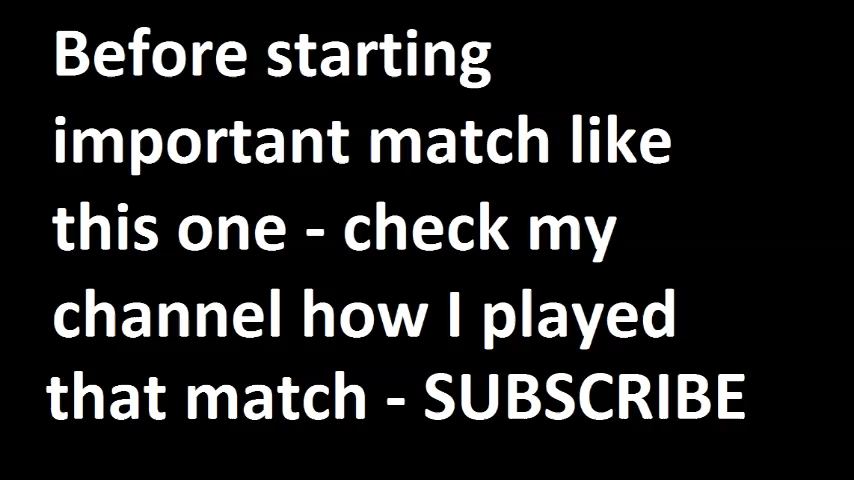 Before starting
important match like
this one - check my
channel how I played
that match - SUBSCRIBE